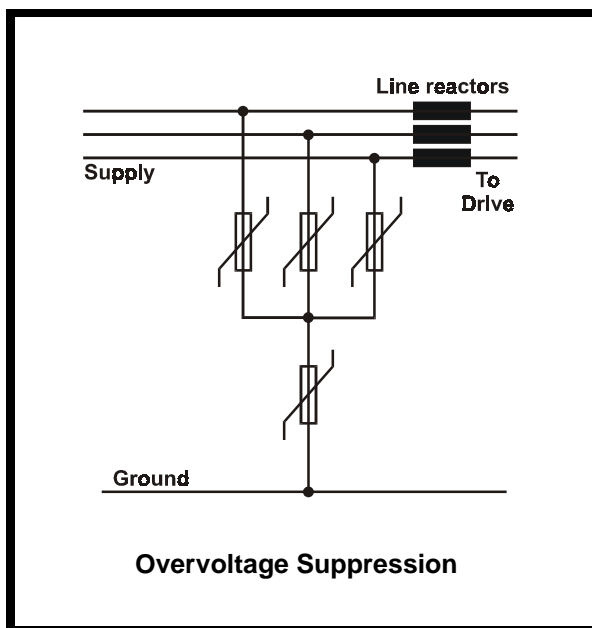 Line reactors
Supply
To
Drive
Ground
Overvoltage Suppression